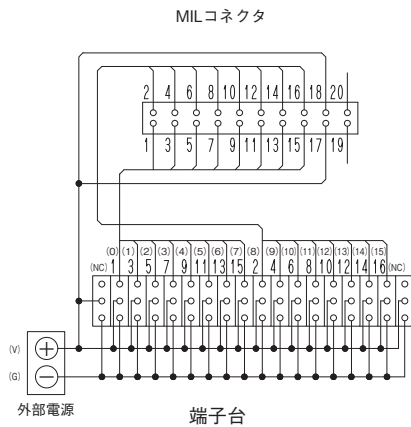 MILコネクタ
2 4 6 8 10 12 14 16 18 20
1 3 5 7 9 11 13 15 17 19
(0) (1) (2) (3) (4) (5) (6) (7) (8) (9) (10) (11) (12) (13) (14) (15)
(NC) 1 3 5 7 9 11 13 15 2 4 6 8 10 12 14 16 (NC)
(V) +
(G) −
外部電源
端子台